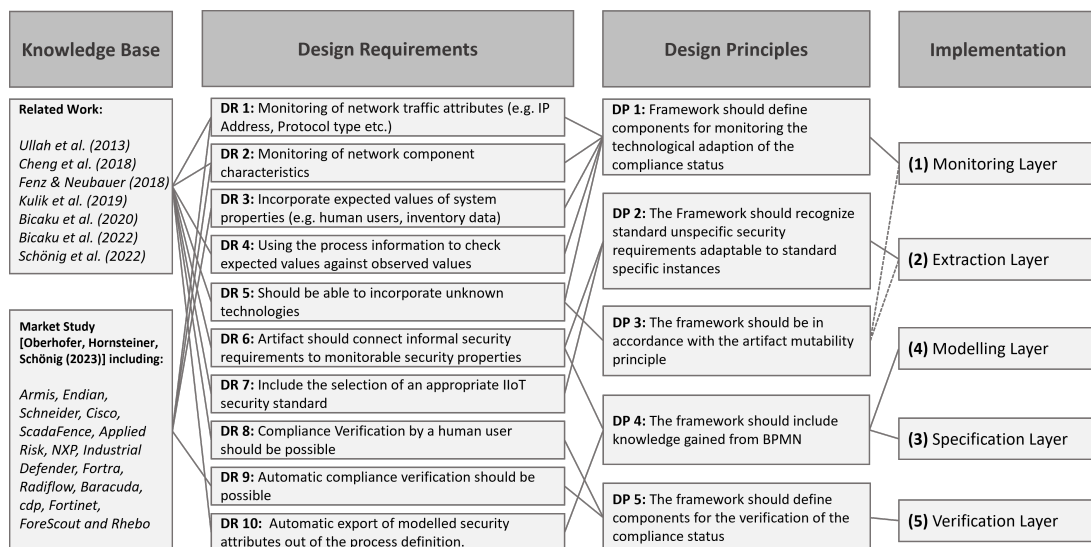 Knowledge Base
Related Work:
Ullah et al. (2013)
Cheng et al. (2018)
Fenz & Neubauer (2018)
Kulik et al. (2019)
Bicaku et al. (2020)
Bicaku et al. (2022)
Schönig et al. (2022)
Market Study
[Oberhofer, Hornsteiner,
Schönig (2023)] including:
Armis, Endian,
Schneider, Cisco,
ScadaFence, Applied
Risk, NXP, Industrial
Defender, Fortra,
Radiflow, Baracuda,
cdp, Fortinet,
ForeScout and Rhebo
Design Requirements
DR 1: Monitoring of network traffic attributes (e.g. IP
Address, Protocol type etc.)
DR 2: Monitoring of network component
characteristics
DR 3: Incorporate expected values of system
properties (e.g. human users, inventory data)
DR 4: Using the process information to check
expected values against observed values
DR 5: Should be able to incorporate unknown
technologies
DR 6: Artifact should connect informal security
requirements to monitorable security properties
DR 7: Include the selection of an appropriate IIoT
security standard
DR 8: Compliance Verification by a human user
should be possible
DR 9: Automatic compliance verification should be
possible
DR 10: Automatic export of modelled security
attributes out of the process definition.
Design Principles
DP 1: Framework should define
components for monitoring the
technological adaption of the
compliance status
DP 2: The Framework should recognize
standard unspecific security
requirements adaptable to standard
specific instances
DP 3: The framework should be in
accordance with the artifact mutability
principle
DP 4: The framework should include
knowledge gained from BPMN
DP 5: The framework should define
components for the verification of the
compliance status
Implementation
(1) Monitoring Layer
(2) Extraction Layer
(4) Modelling Layer
(3) Specification Layer
(5) Verification Layer